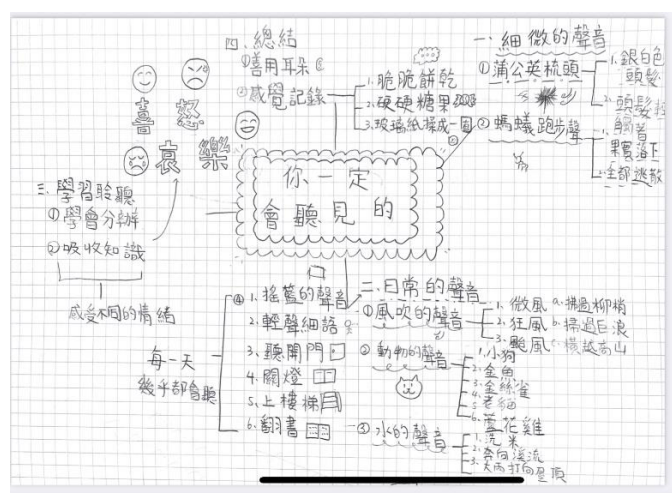 你一定
會聽見的
一、細微的聲音
①蒲公英梳頭
1.銀白色
頭髮
2.頭髮
②螞蟻跑步聲
1.觸著
果實落下
2.全部逃散
二、日常的聲音
①風吹的聲音
1.微風 a.拂過柳梢
2.狂風 b.掃過巨浪
3.颱風 c.橫越高山
②動物的聲音
1.小狗
2.金魚
3.金絲雀
4.老貓
6.蘆花雞
③水的聲音
1.洗米
2.奔向溪流
3.大雨打向屋頂
④
1.搖籃的聲音
2.輕聲細語
3.聽開門
4.關燈
5.上樓梯
6.翻書
每一天
幾乎都會聽
三、學習聆聽
①學會分辦
②吸收知識
感受不同的情緒
喜 怒
哀 樂
四、總結
①善用耳朵
②感覺記錄
1.脆脆餅乾
2.硬硬糖果
3.玻璃紙揉成一團